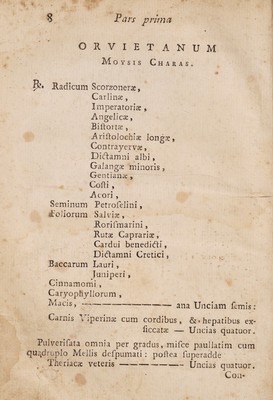 8 Pars prima
ORVIETANUM
MOYSIS CHARAS.
℞. Radicum Scorzoneræ,
Carlinæ,
Imperatoriæ,
Angelicæ,
Bistortæ,
Aristolochiæ longæ,
Contrayervæ,
Dictamni albi,
Galangæ minoris,
Gentianæ,
Costi,
Acori,
Seminum Petroselini,
Foliorum Salviæ,
Rorismarini,
Rutæ Caprariæ,
Cardui benedicti,
Dictamni Cretici,
Baccarum Lauri,
Juniperi,
Cinnamomi,
Caryophyllorum,
Macis, ———— ana Unciam semis:
Carnis Viperinæ cum cordibus, & hepatibus ex-
siccatæ — Uncias quatuor.
Pulverisata omnia per gradus, misce paullatim cum
quadruplo Mellis despumati: postea superadde
Theriacæ veteris ———— Uncias quatuor.
Con-